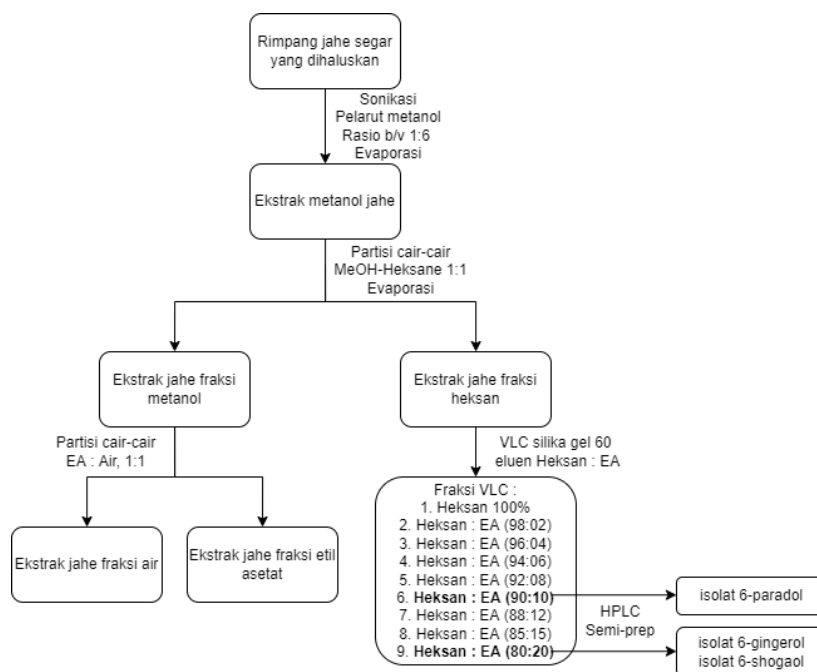 Rimpang jahe segar
yang dihaluskan
Sonikasi
Pelarut metanol
Rasio b/v 1:6
Evaporasi
Ekstrak metanol jahe
Partisi cair-cair
MeOH-Heksane 1:1
Evaporasi
Ekstrak jahe fraksi
metanol
Ekstrak jahe fraksi
heksan
Partisi cair-cair
EA : Air, 1:1
VLC silika gel 60
eluen Heksan : EA
Ekstrak jahe fraksi air
Ekstrak jahe fraksi etil
asetat
Fraksi VLC :
1. Heksan 100%
2. Heksan : EA (98:02)
3. Heksan : EA (96:04)
4. Heksan : EA (94:06)
5. Heksan : EA (92:08)
6. Heksan : EA (90:10)
7. Heksan : EA (88:12)
8. Heksan : EA (85:15)
9. Heksan : EA (80:20)
HPLC
Semi-prep
isolat 6-paradol
isolat 6-gingerol
isolat 6-shogaol